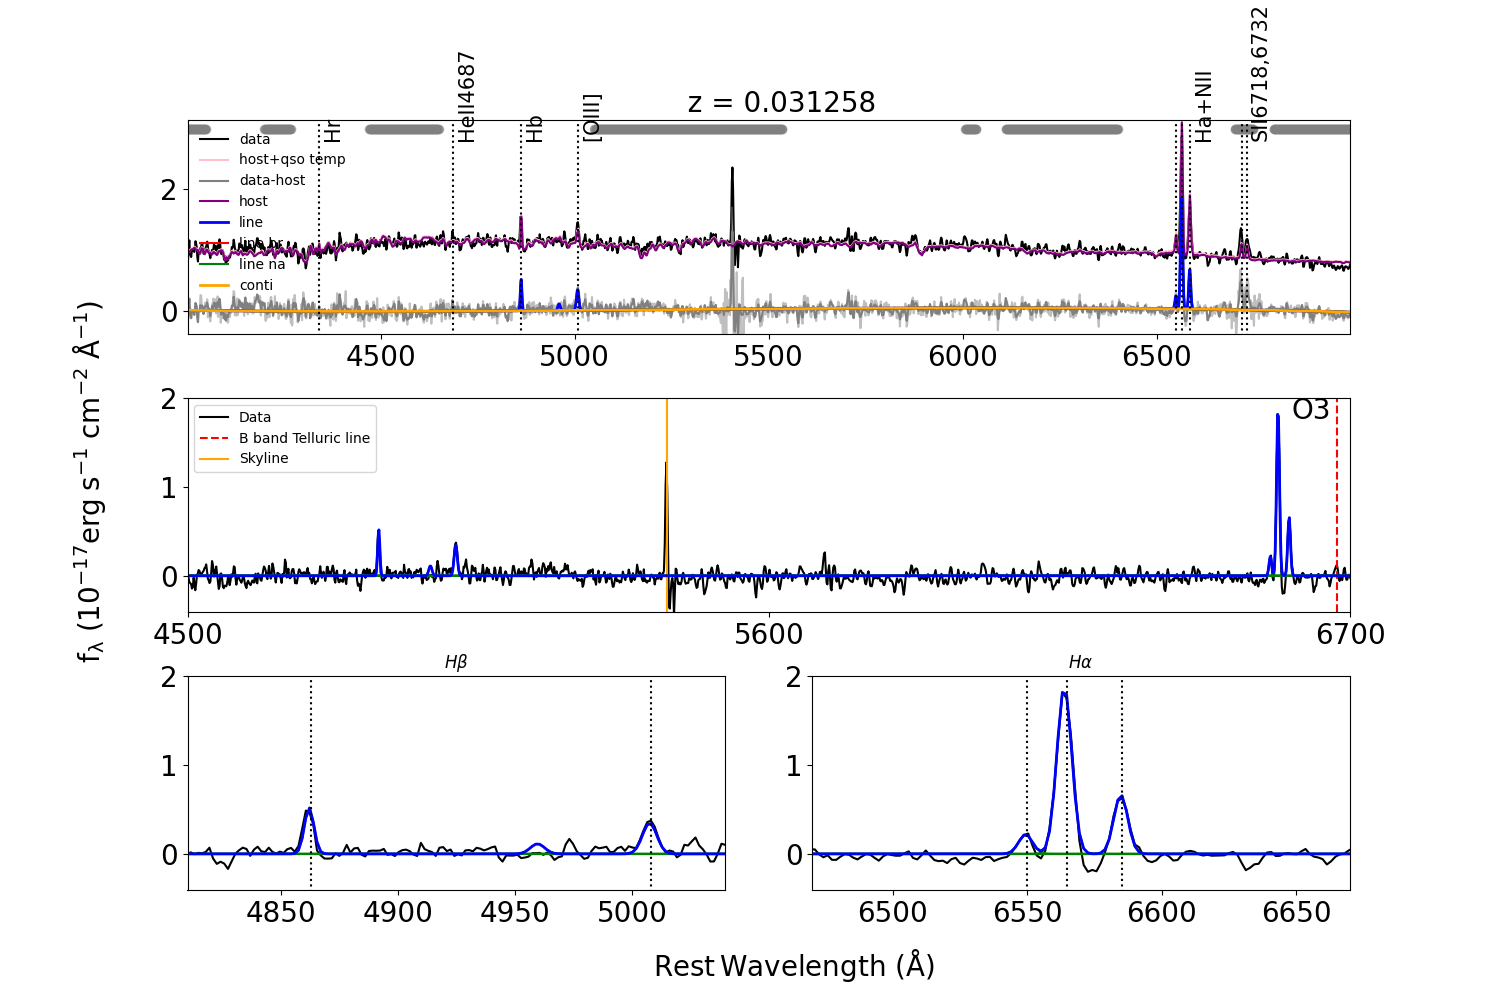 z = 0.031258
Hr
HeII4687
Hb
[OIII]
Ha+NII
SII6718,6732
data
host+qso temp
data-host
host
line
line br
line na
conti
2
0
4500
5000
5500
6000
6500
fλ (10⁻¹⁷erg s⁻¹ cm⁻² Å⁻¹)
Data
B band Telluric line
Skyline
O3
2
1
0
4500
5600
6700
Hβ
2
1
0
4850
4900
4950
5000
Hα
2
1
0
6500
6550
6600
6650
Rest Wavelength (Å)